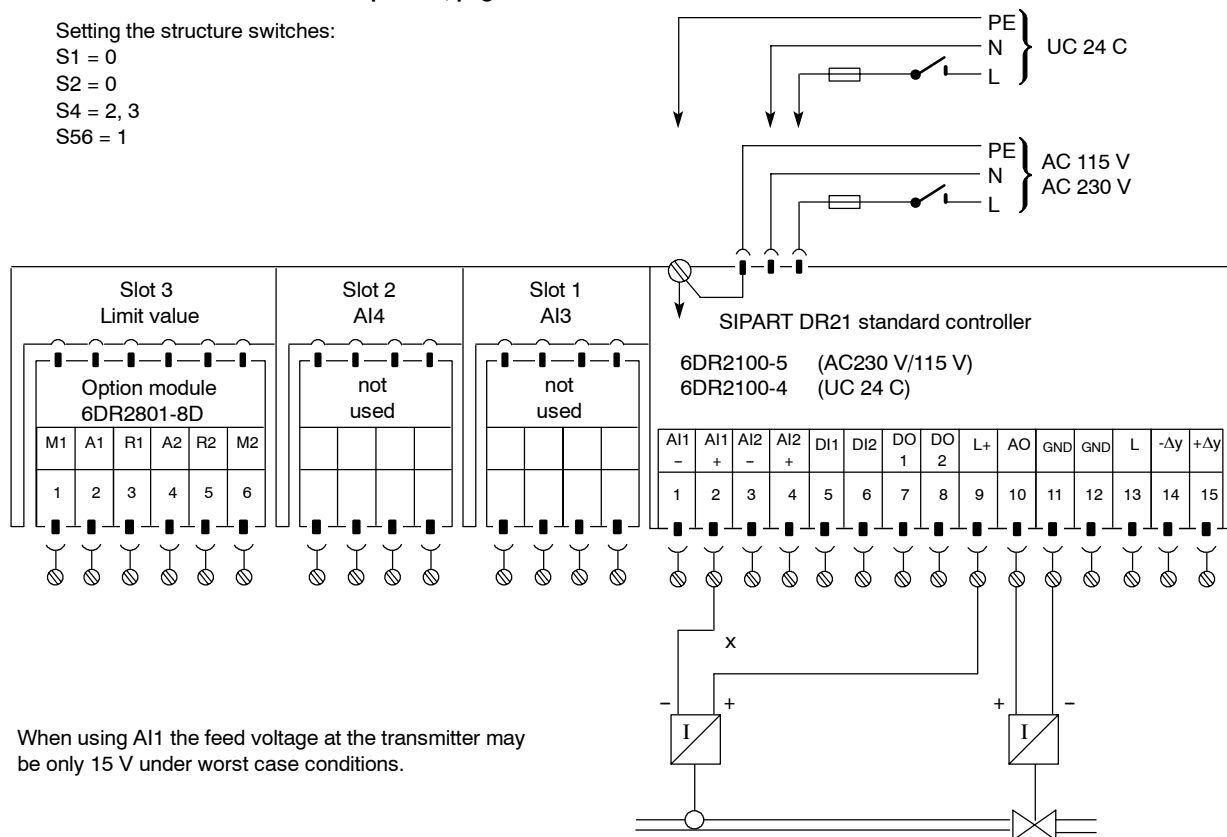 Setting the structure switches:
S1 = 0
S2 = 0
S4 = 2, 3
S56 = 1
PE
N
L
UC 24 C
PE
N
L
AC 115 V
AC 230 V
Slot 3
Limit value
Slot 2
AI4
Slot 1
AI3
SIPART DR21 standard controller
6DR2100-5 (AC230 V/115 V)
6DR2100-4 (UC 24 C)
Option module
6DR2801-8D
not
used
not
used
M1 A1 R1 A2 R2 M2
1 2 3 4 5 6
AI1 − AI1 + AI2 − AI2 + DI1 DI2 DO 1 DO 2 L+ AO GND GND L -Δy +Δy
1 2 3 4 5 6 7 8 9 10 11 12 13 14 15
x
− +
I
+ −
I
When using AI1 the feed voltage at the transmitter may
be only 15 V under worst case conditions.